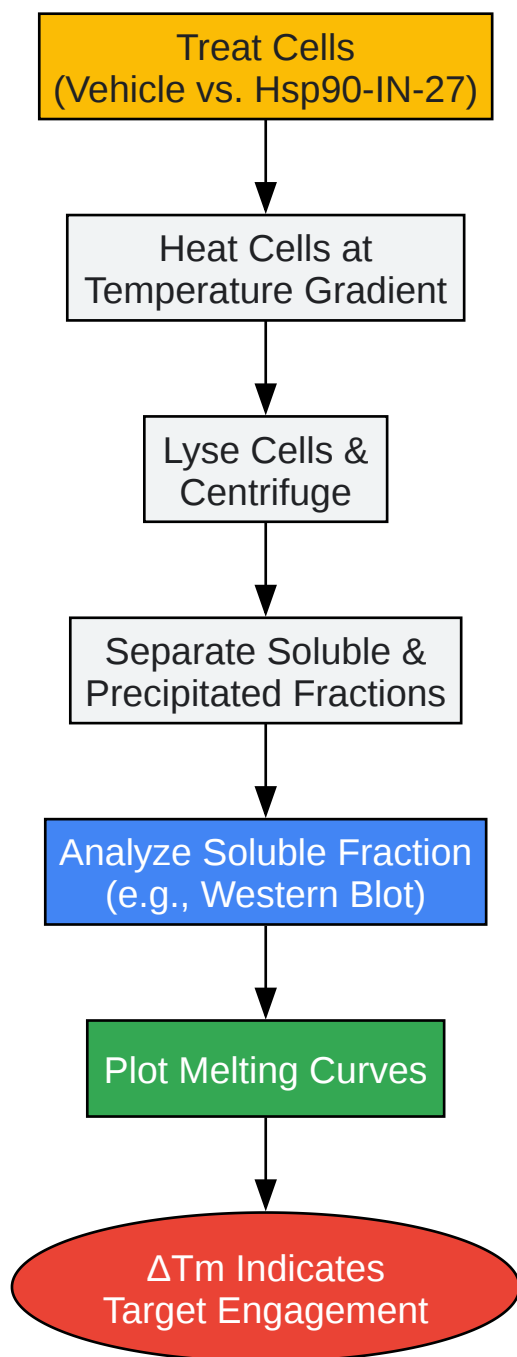 Treat Cells
(Vehicle vs. Hsp90-IN-27)
Heat Cells at
Temperature Gradient
Lyse Cells &
Centrifuge
Separate Soluble &
Precipitated Fractions
Analyze Soluble Fraction
(e.g., Western Blot)
Plot Melting Curves
ΔTm Indicates
Target Engagement